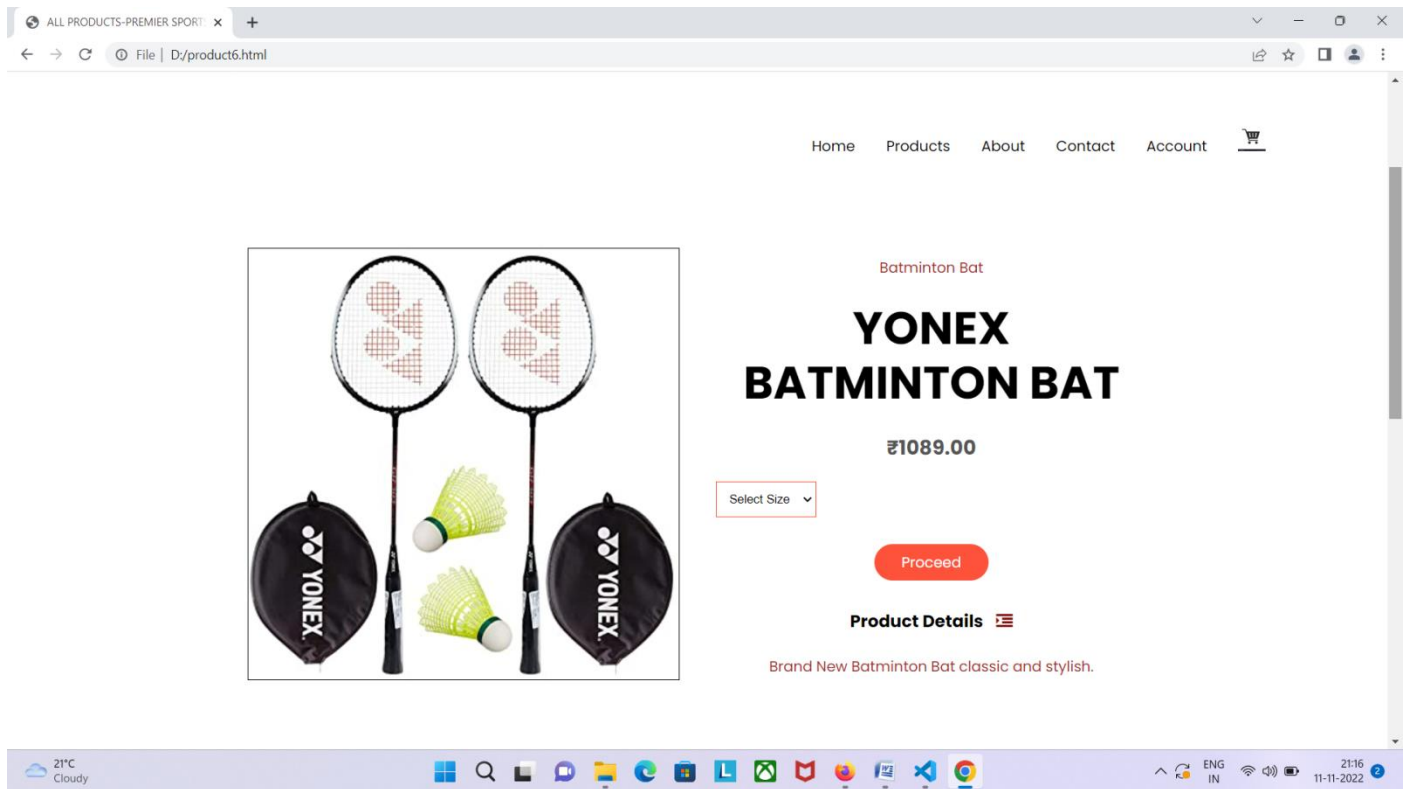 ALL PRODUCTS-PREMIER SPORT
File | D:/product6.html
Home Products About Contact Account
Batminton Bat
YONEX
BATMINTON BAT
₹1089.00
Select Size
Proceed
Product Details
Brand New Batminton Bat classic and stylish.
YONEX
YONEX
21°C
Cloudy
ENG
IN
21:16
11-11-2022
2